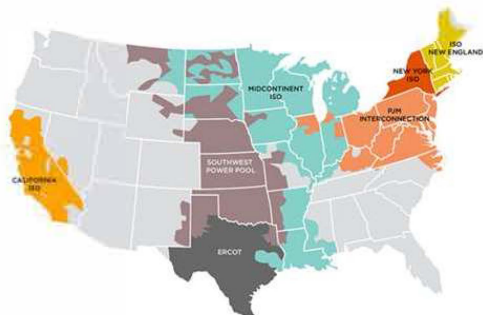 ISO
NEW ENGLAND
NEW YORK
ISO
MIDCONTINENT
ISO
PJM
INTERCONNECTION
SOUTHWEST
POWER POOL
CALIFORNIA
ISO
ERCOT